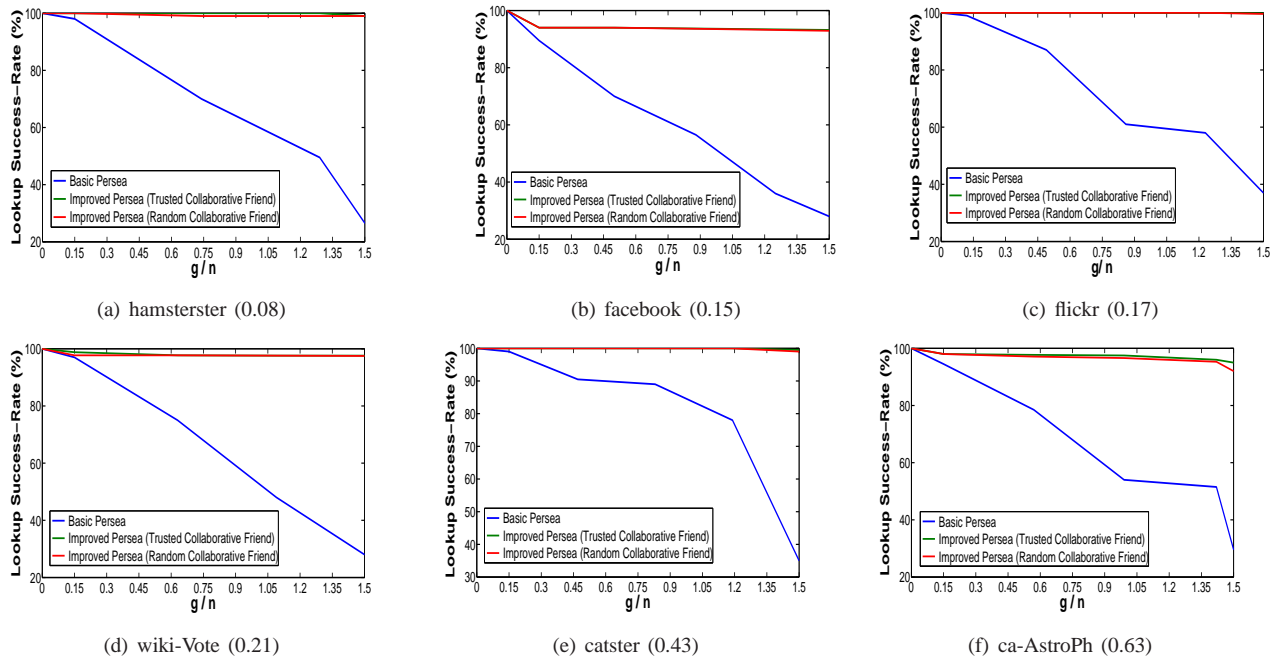 Lookup Success-Rate (%)
100
80
60
40
20
0 0.15 0.3 0.45 0.6 0.75 0.9 1.05 1.2 1.35 1.5
g / n
Basic Persea
Improved Persea (Trusted Collaborative Friend)
Improved Persea (Random Collaborative Friend)
(a) hamsterster (0.08)
Lookup Success-Rate (%)
100
80
60
40
20
0 0.15 0.3 0.45 0.6 0.75 0.9 1.05 1.2 1.35 1.5
g / n
Basic Persea
Improved Persea (Trusted Collaborative Friend)
Improved Persea (Random Collaborative Friend)
(b) facebook (0.15)
Lookup Success-Rate (%)
100
80
60
40
20
0 0.15 0.3 0.45 0.6 0.75 0.9 1.05 1.2 1.35 1.5
g/ n
Basic Persea
Improved Persea (Trusted Collaborative Friend)
Improved Persea (Random Collaborative Friend)
(c) flickr (0.17)
Lookup Success-Rate (%)
100
80
60
40
20
0 0.15 0.3 0.45 0.6 0.75 0.9 1.05 1.2 1.35 1.5
g / n
Basic Persea
Improved Persea (Trusted Collaborative Friend)
Improved Persea (Random Collaborative Friend)
(d) wiki-Vote (0.21)
Lookup Success-Rate (%)
100
90
80
70
60
50
40
30
0 0.15 0.3 0.45 0.6 0.75 0.9 1.05 1.2 1.35 1.5
g / n
Basic Persea
Improved Persea (Trusted Collaborative Friend)
Improved Persea (Random Collaborative Friend)
(e) catster (0.43)
Lookup Success-Rate (%)
100
80
60
40
20
0 0.15 0.3 0.45 0.6 0.75 0.9 1.05 1.2 1.35 1.5
g / n
Basic Persea
Improved Persea (Trusted Collaborative Friend)
Improved Persea (Random Collaborative Friend)
(f) ca-AstroPh (0.63)